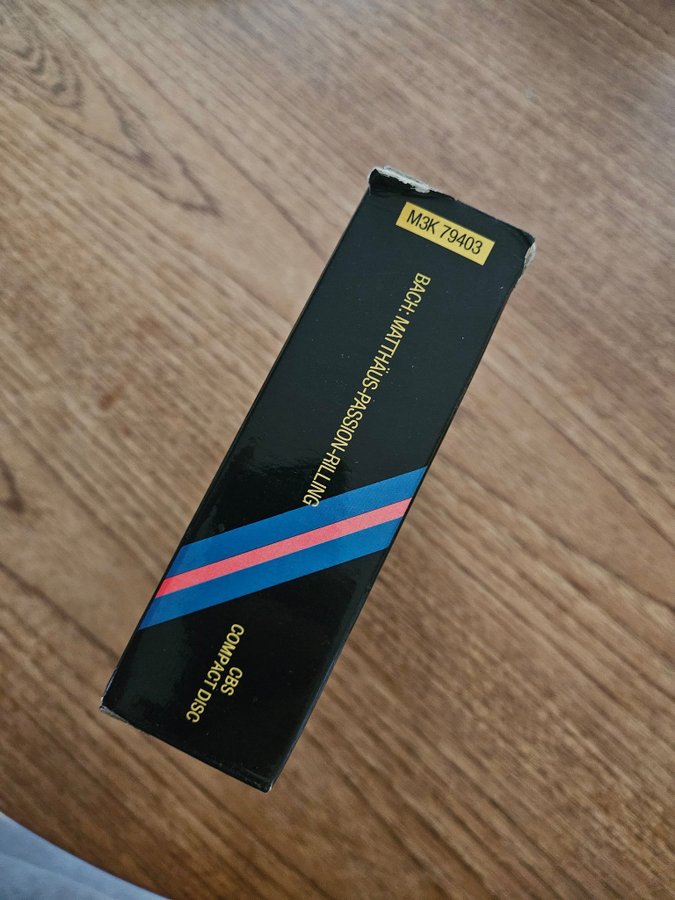 M3K 79403
BACH: MATTHÄUS-PASSION-RILLING
CBS
COMPACT DISC